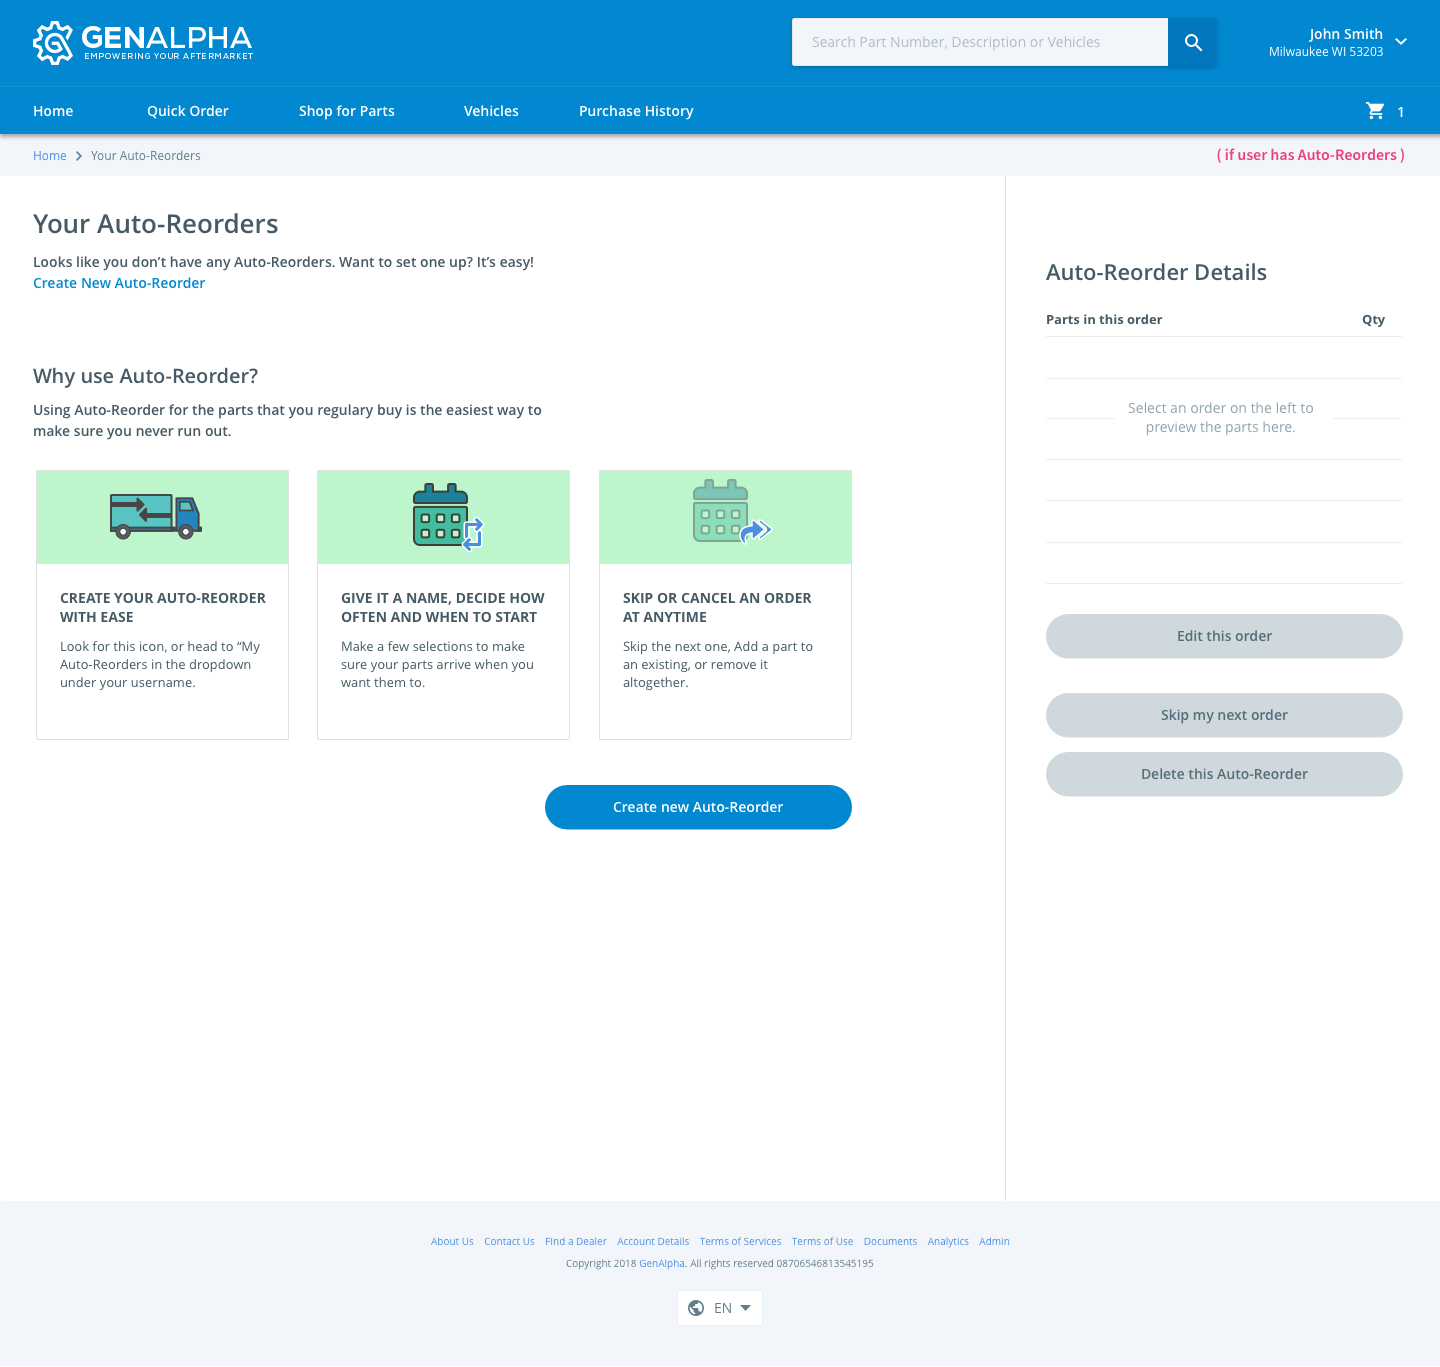 GENALPHA
EMPOWERING YOUR AFTERMARKET
Search Part Number, Description or Vehicles
John Smith
Milwaukee WI 53203
Home
Quick Order
Shop for Parts
Vehicles
Purchase History
1
Home
Your Auto-Reorders
( if user has Auto-Reorders )
Your Auto-Reorders
Looks like you don’t have any Auto-Reorders. Want to set one up? It’s easy!
Create New Auto-Reorder
Why use Auto-Reorder?
Using Auto-Reorder for the parts that you regulary buy is the easiest way to
make sure you never run out.
CREATE YOUR AUTO-REORDER
WITH EASE
Look for this icon, or head to “My
Auto-Reorders in the dropdown
under your username.
GIVE IT A NAME, DECIDE HOW
OFTEN AND WHEN TO START
Make a few selections to make
sure your parts arrive when you
want them to.
SKIP OR CANCEL AN ORDER
AT ANYTIME
Skip the next one, Add a part to
an existing, or remove it
altogether.
Create new Auto-Reorder
Auto-Reorder Details
Parts in this order
Qty
Select an order on the left to
preview the parts here.
Edit this order
Skip my next order
Delete this Auto-Reorder
About Us Contact Us Find a Dealer Account Details Terms of Services Terms of Use Documents Analytics Admin
Copyright 2018 GenAlpha. All rights reserved 08706546813545195
EN